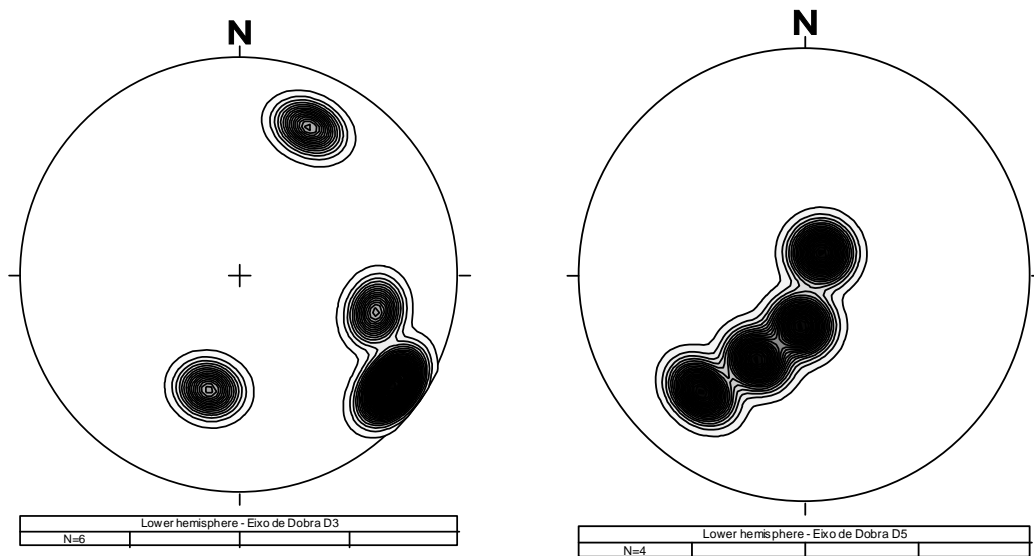 N
Lower hemisphere - Eixo de Dobra D3
N=6
N
Lower hemisphere - Eixo de Dobra D5
N=4